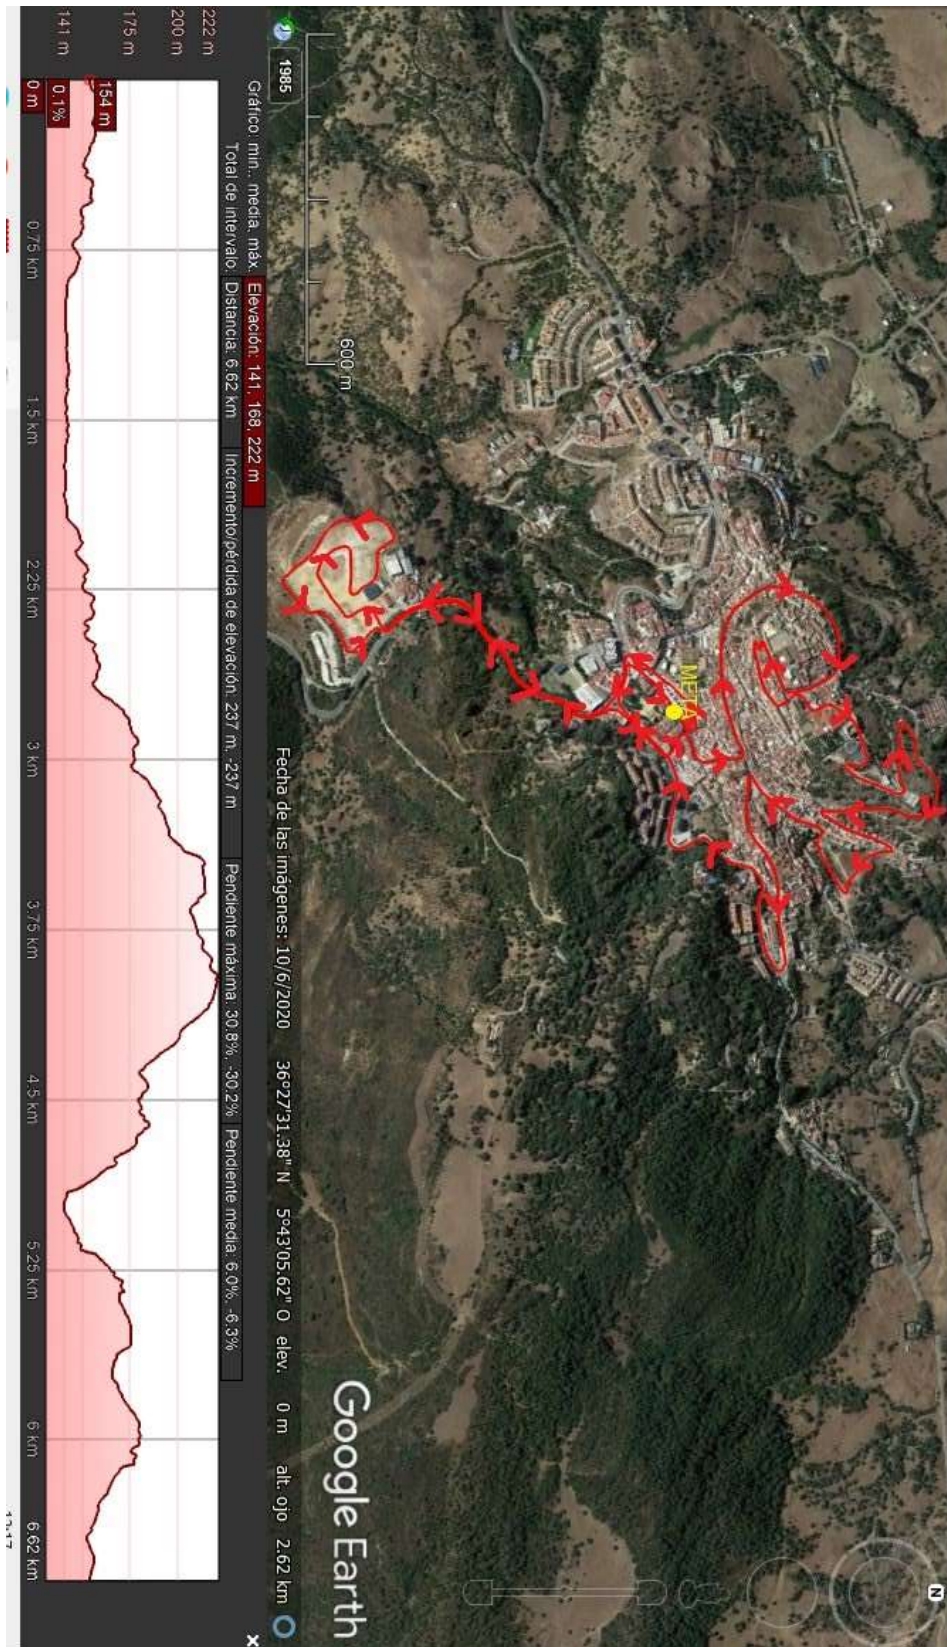 META
600 m
Google Earth
1985
Fecha de las imágenes: 10/6/2020 36°27'31.38" N 5°43'05.62" O elev. 0 m alt. ojo 2.62 km
N
Gráfico: min., media, máx. Elevación: 141, 168, 222 m
Total de intervalo: Distancia: 6.62 km Incremento/pérdida de elevación: 237 m, -237 m Pendiente máxima: 30.8%, -30.2% Pendiente media: 6.0%, -6.3%
X
222 m
200 m
175 m
141 m
154 m
0.1%
0 m
0.75 km
1.5 km
2.25 km
3 km
3.75 km
4.5 km
5.25 km
6 km
6.62 km